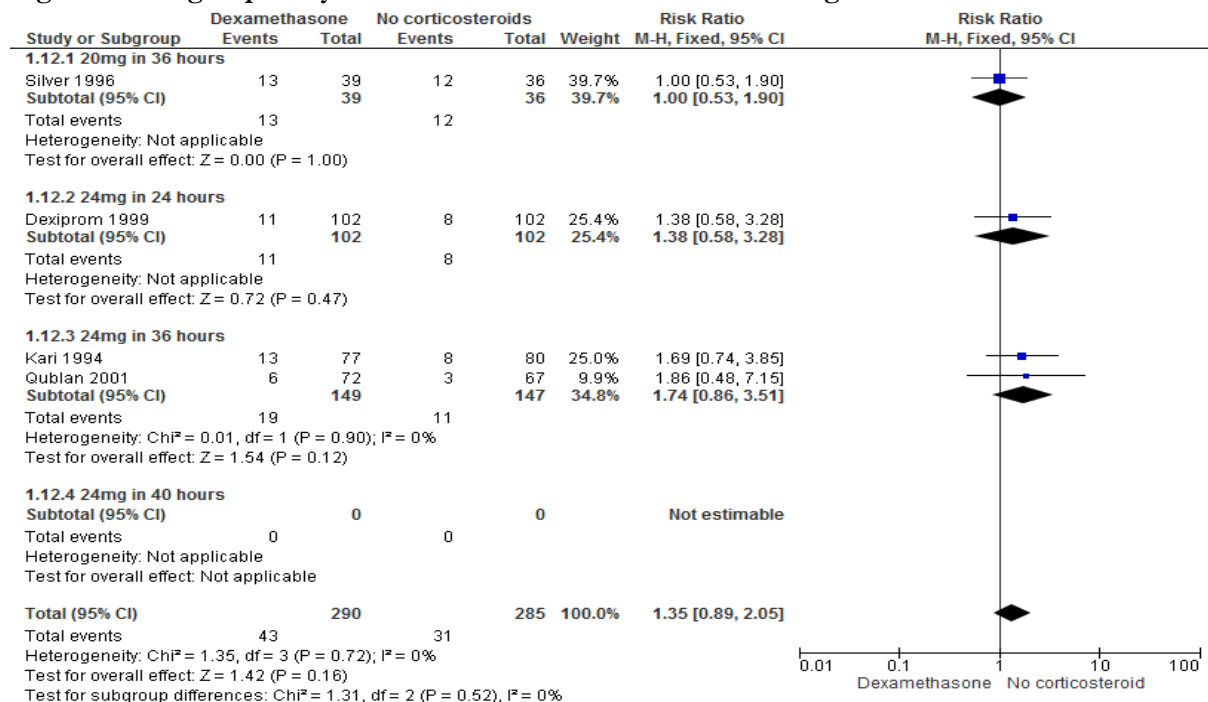 Dexamethasone No corticosteroids Risk Ratio Risk Ratio
Study or Subgroup Events Total Events Total Weight M-H, Fixed, 95% CI M-H, Fixed, 95% CI
1.12.1 20mg in 36 hours
Silver 1996 13 39 12 36 39.7% 1.00 [0.53, 1.90]
Subtotal (95% CI) 39 36 39.7% 1.00 [0.53, 1.90]
Total events 13 12
Heterogeneity: Not applicable
Test for overall effect: Z = 0.00 (P = 1.00)
1.12.2 24mg in 24 hours
Dexiprom 1999 11 102 8 102 25.4% 1.38 [0.58, 3.28]
Subtotal (95% CI) 102 102 25.4% 1.38 [0.58, 3.28]
Total events 11 8
Heterogeneity: Not applicable
Test for overall effect: Z = 0.72 (P = 0.47)
1.12.3 24mg in 36 hours
Kari 1994 13 77 8 80 25.0% 1.69 [0.74, 3.85]
Qublan 2001 6 72 3 67 9.9% 1.86 [0.48, 7.15]
Subtotal (95% CI) 149 147 34.8% 1.74 [0.86, 3.51]
Total events 19 11
Heterogeneity: Chi² = 0.01, df = 1 (P = 0.90); I² = 0%
Test for overall effect: Z = 1.54 (P = 0.12)
1.12.4 24mg in 40 hours
Subtotal (95% CI) 0 0 Not estimable
Total events 0 0
Heterogeneity: Not applicable
Test for overall effect: Not applicable
Total (95% CI) 290 285 100.0% 1.35 [0.89, 2.05]
Total events 43 31
Heterogeneity: Chi² = 1.35, df = 3 (P = 0.72); I² = 0%
Test for overall effect: Z = 1.42 (P = 0.16)
Test for subgroup differences: Chi² = 1.31, df = 2 (P = 0.52), I² = 0%
0.01 0.1 1 10 100
Dexamethasone No corticosteroid